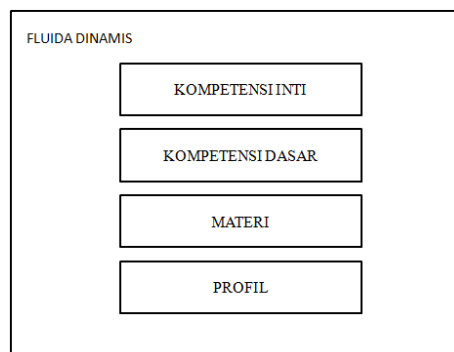 FLUIDA DINAMIS
KOMPETENSI INTI
KOMPETENSI DASAR
MATERI
PROFIL